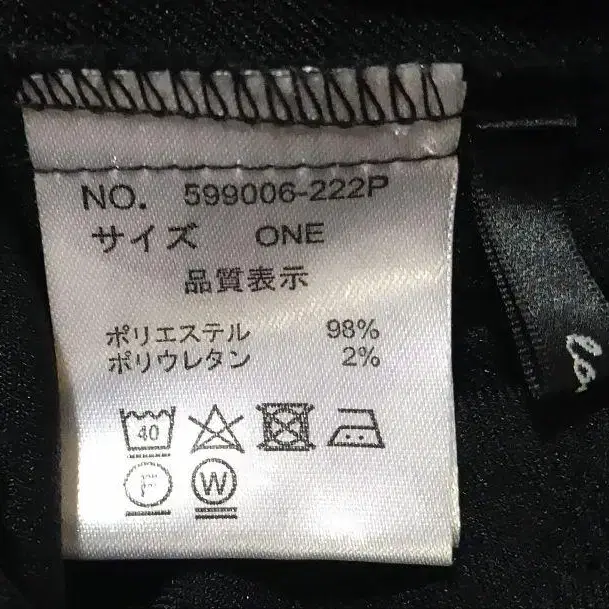 NO. 599006-222P
サイズ ONE
品質表示
ポリエステル 98%
ポリウレタン 2%
40
F W